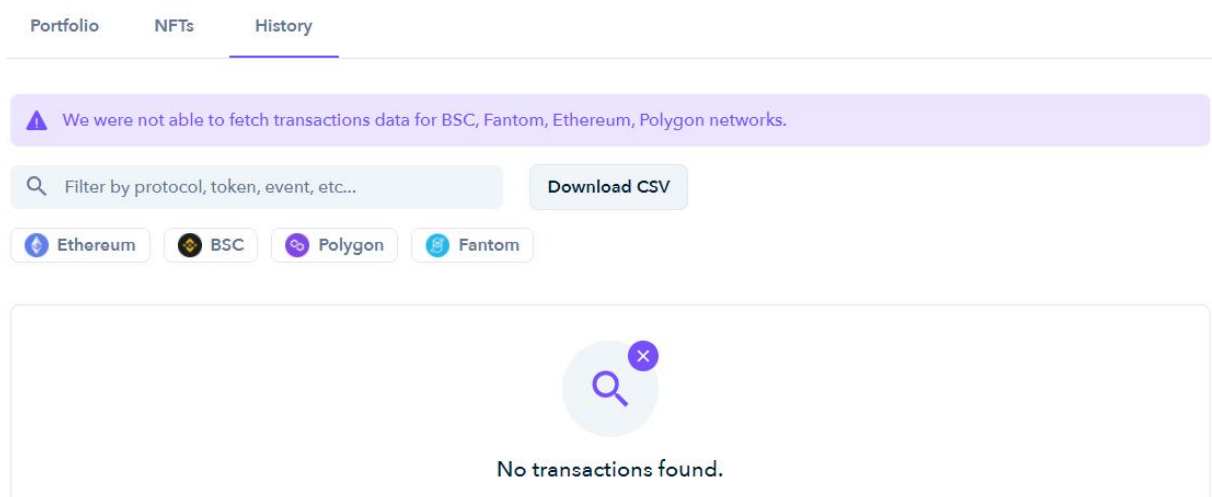 Portfolio NFTs History
We were not able to fetch transactions data for BSC, Fantom, Ethereum, Polygon networks.
Filter by protocol, token, event, etc... Download CSV
Ethereum BSC Polygon Fantom
No transactions found.